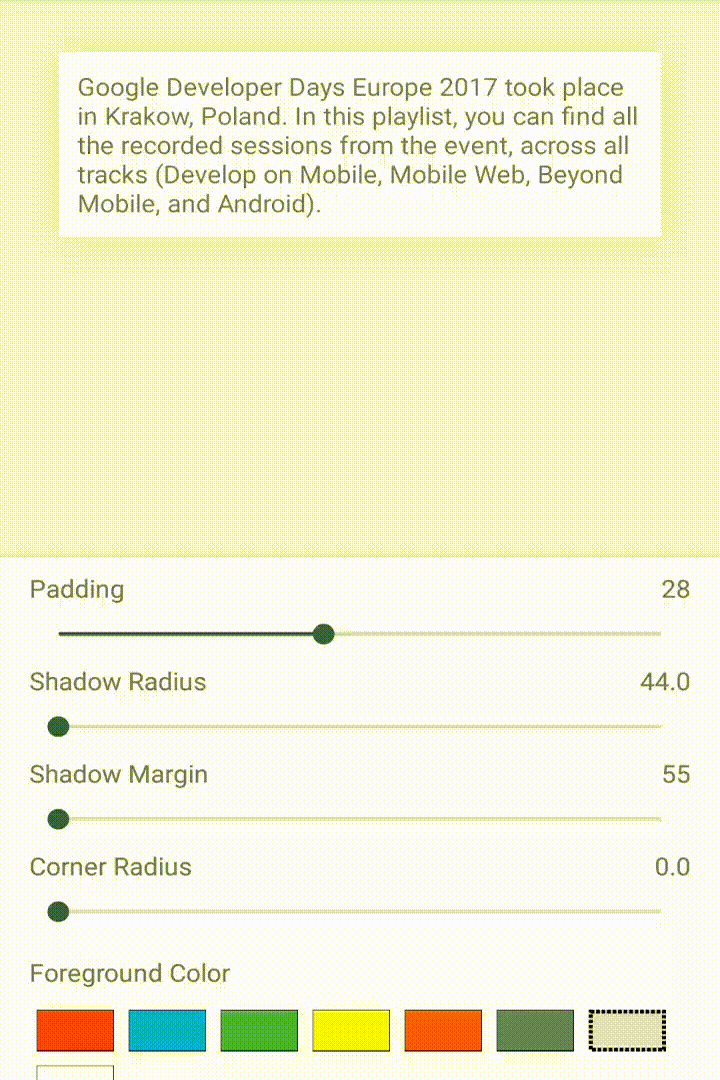 Google Developer Days Europe 2017 took place
in Krakow, Poland. In this playlist, you can find all
the recorded sessions from the event, across all
tracks (Develop on Mobile, Mobile Web, Beyond
Mobile, and Android).
Padding 28
Shadow Radius 44.0
Shadow Margin 55
Corner Radius 0.0
Foreground Color